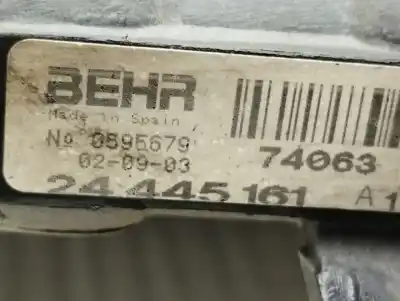 BEHR
Made in Spain
74063
No 0595679
02-09-03
24 445 161 A1